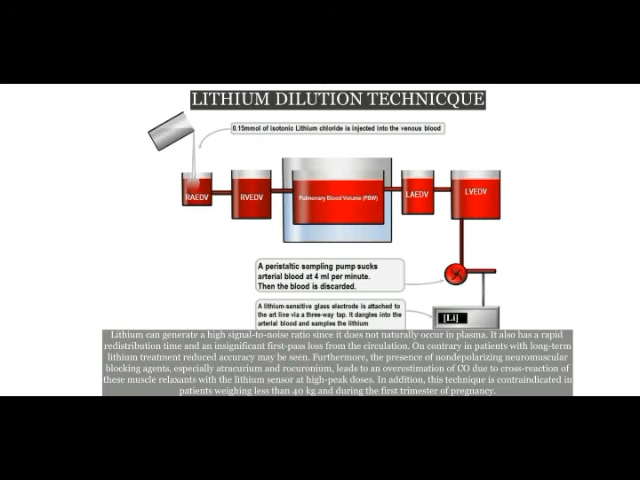 LITHIUM DILUTION TECHNICQUE
0.15mmol of isotonic Lithium chloride is injected into the venous blood
RAEDV
RVEDV
Pulmonary Blood Volume (PBW)
LAEDV
LVEDV
A peristaltic sampling pump sucks
arterial blood at 4 ml per minute.
Then the blood is discarded.
A lithium-sensitive glass electrode is attached to
the art line via a three-way tap. It dangles into the
arterial blood and samples the lithium
[Li]
Lithium can generate a high signal-to-noise ratio since it does not naturally occur in plasma. It also has a rapid
redistribution time and an insignificant first-pass loss from the circulation. On contrary in patients with long-term
lithium treatment reduced accuracy may be seen. Furthermore, the presence of nondepolarizing neuromuscular
blocking agents, especially atracurium and rocuronium, leads to an overestimation of CO due to cross-reaction of
these muscle relaxants with the lithium sensor at high-peak doses. In addition, this technique is contraindicated in
patients weighing less than 40 kg and during the first trimester of pregnancy.